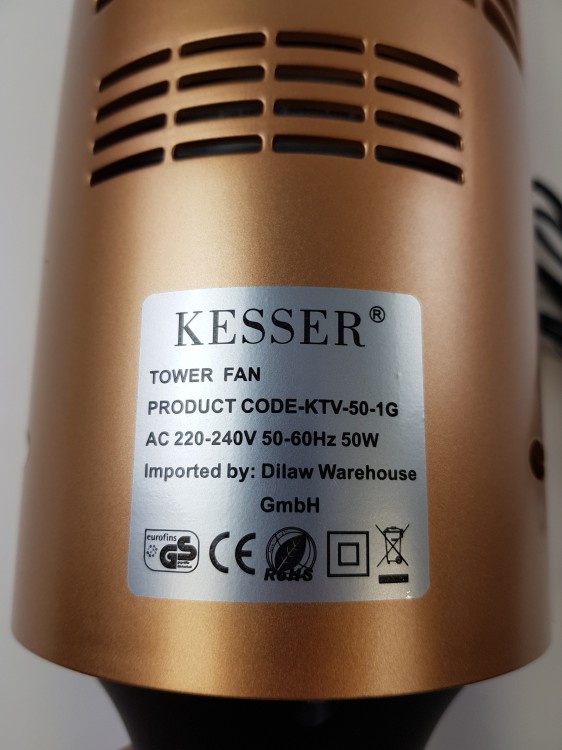 KESSER®
TOWER FAN
PRODUCT CODE-KTV-50-1G
AC 220-240V 50-60Hz 50W
Imported by: Dilaw Warehouse
GmbH
eurofins
GS
CE
RoHS